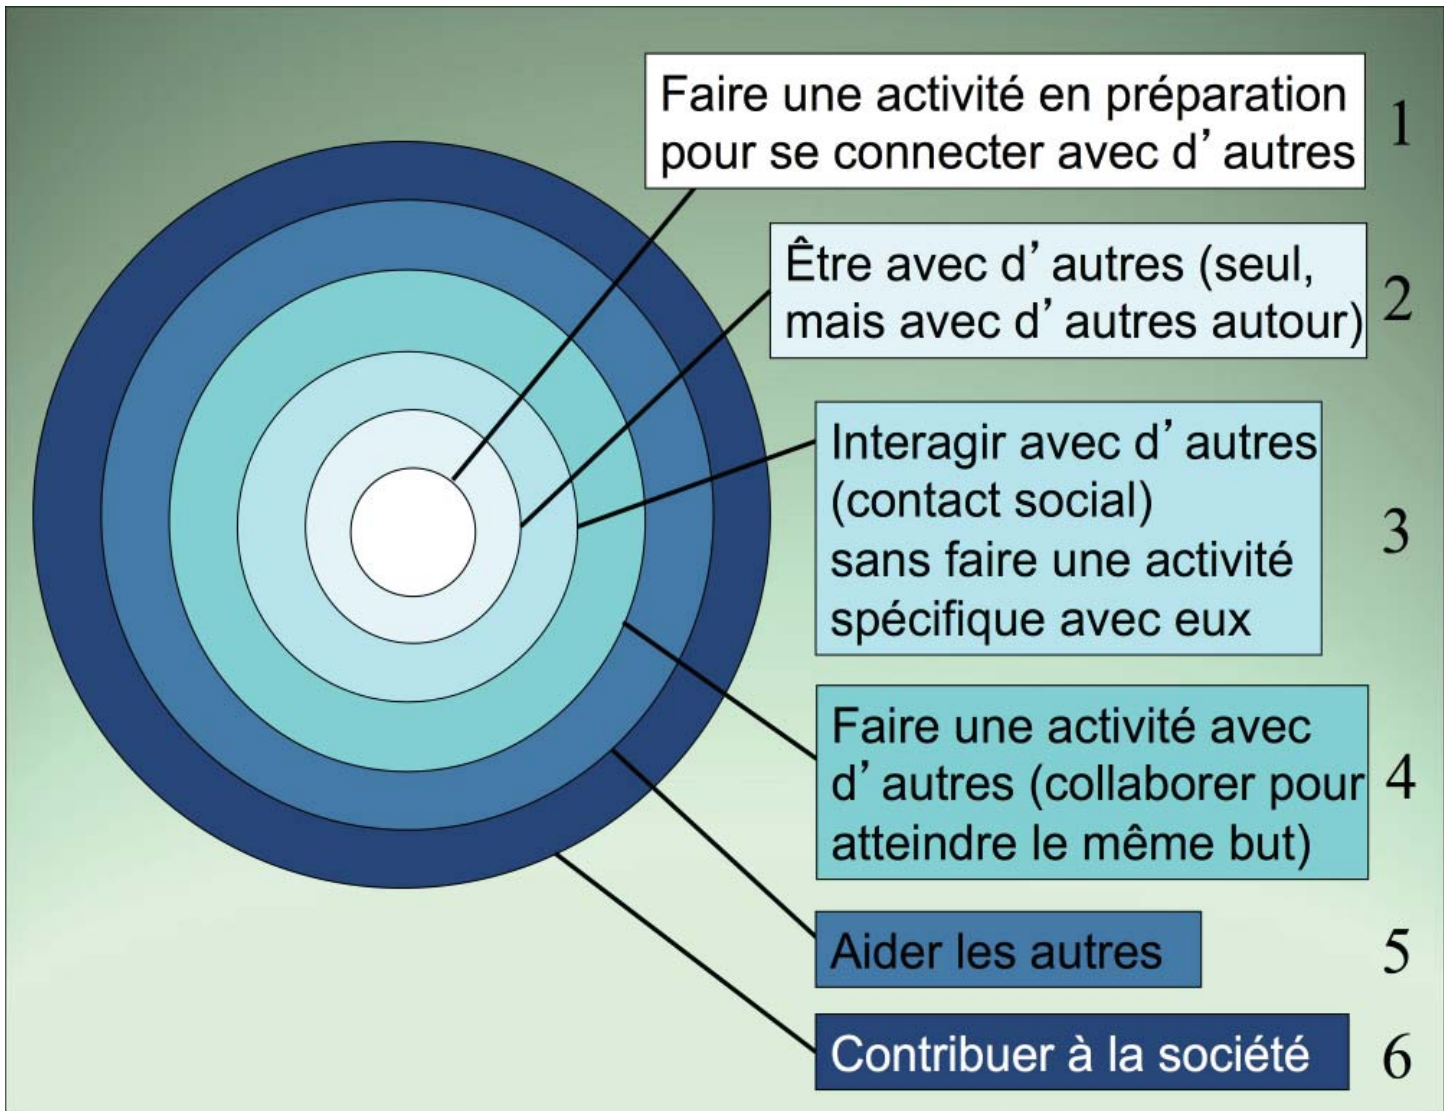 Faire une activité en préparation
pour se connecter avec d’ autres
1
Être avec d’ autres (seul,
mais avec d’ autres autour)
2
Interagir avec d’ autres
(contact social)
sans faire une activité
spécifique avec eux
3
Faire une activité avec
d’ autres (collaborer pour
atteindre le même but)
4
Aider les autres
5
Contribuer à la société
6